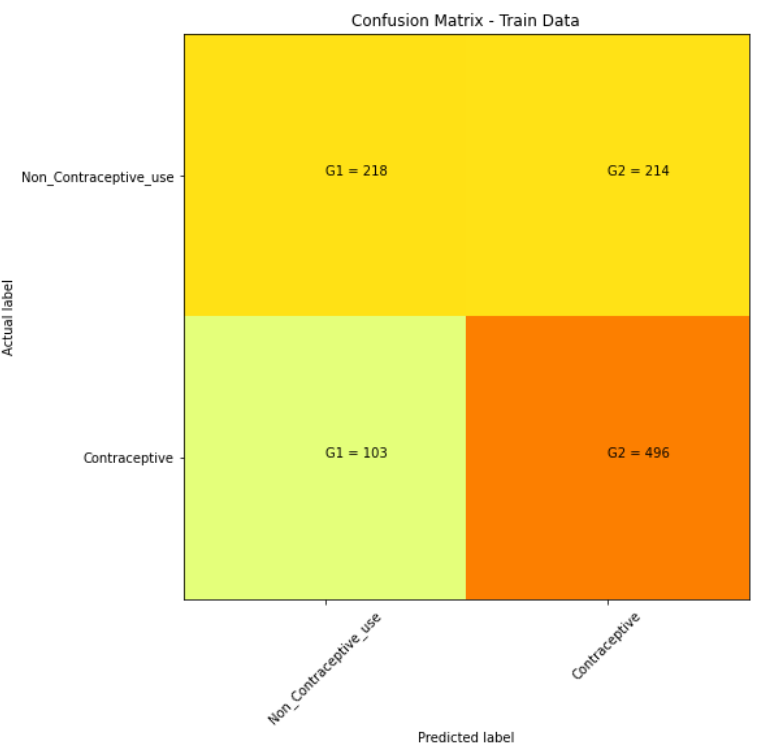 Confusion Matrix - Train Data
Non_Contraceptive_use
G1 = 218
G2 = 214
Actual label
Contraceptive
G1 = 103
G2 = 496
Non_Contraceptive_use
Contraceptive
Predicted label